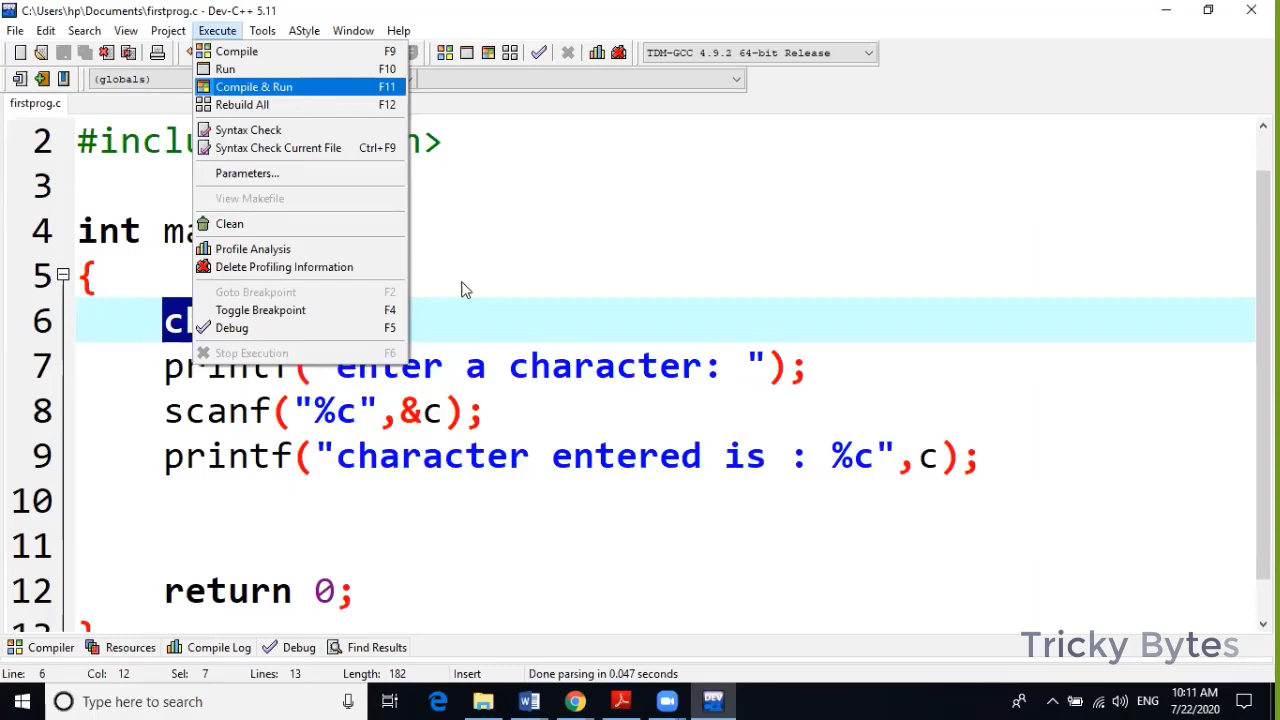 C:\Users\hp\Documents\firstprog.c - Dev-C++ 5.11
File Edit Search View Project Execute Tools AStyle Window Help
TDM-GCC 4.9.2 64-bit Release
(globals)
firstprog.c
Compile F9
Run F10
Compile & Run F11
Rebuild All F12
Syntax Check
Syntax Check Current File Ctrl+F9
Parameters...
View Makefile
Clean
Profile Analysis
Delete Profiling Information
Goto Breakpoint F2
Toggle Breakpoint F4
Debug F5
Stop Execution F6
2 #inclu >
3
4 int ma
5 {
6 c
7 printf("enter a character: ");
8 scanf("%c",&c);
9 printf("character entered is : %c",c);
10
11
12 return 0;
13 }
Tricky Bytes
Compiler Resources Compile Log Debug Find Results
Line: 6 Col: 12 Sel: 7 Lines: 13 Length: 182 Insert Done parsing in 0.047 seconds
Type here to search
ENG
10:11 AM
7/22/2020